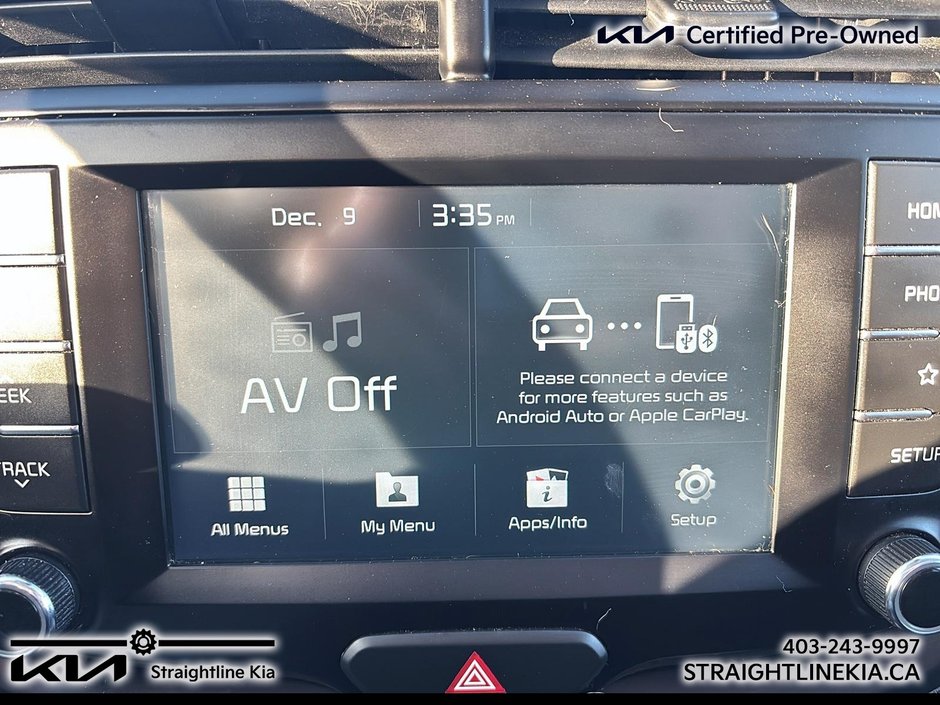 KIA Certified Pre-Owned
Dec. 9 3:35 PM
HOM
PHO
EEK
TRACK
SETUP
AV Off
Please connect a device
for more features such as
Android Auto or Apple CarPlay.
All Menus My Menu Apps/Info Setup
KIA Straightline Kia
403-243-9997
STRAIGHTLINEKIA.CA